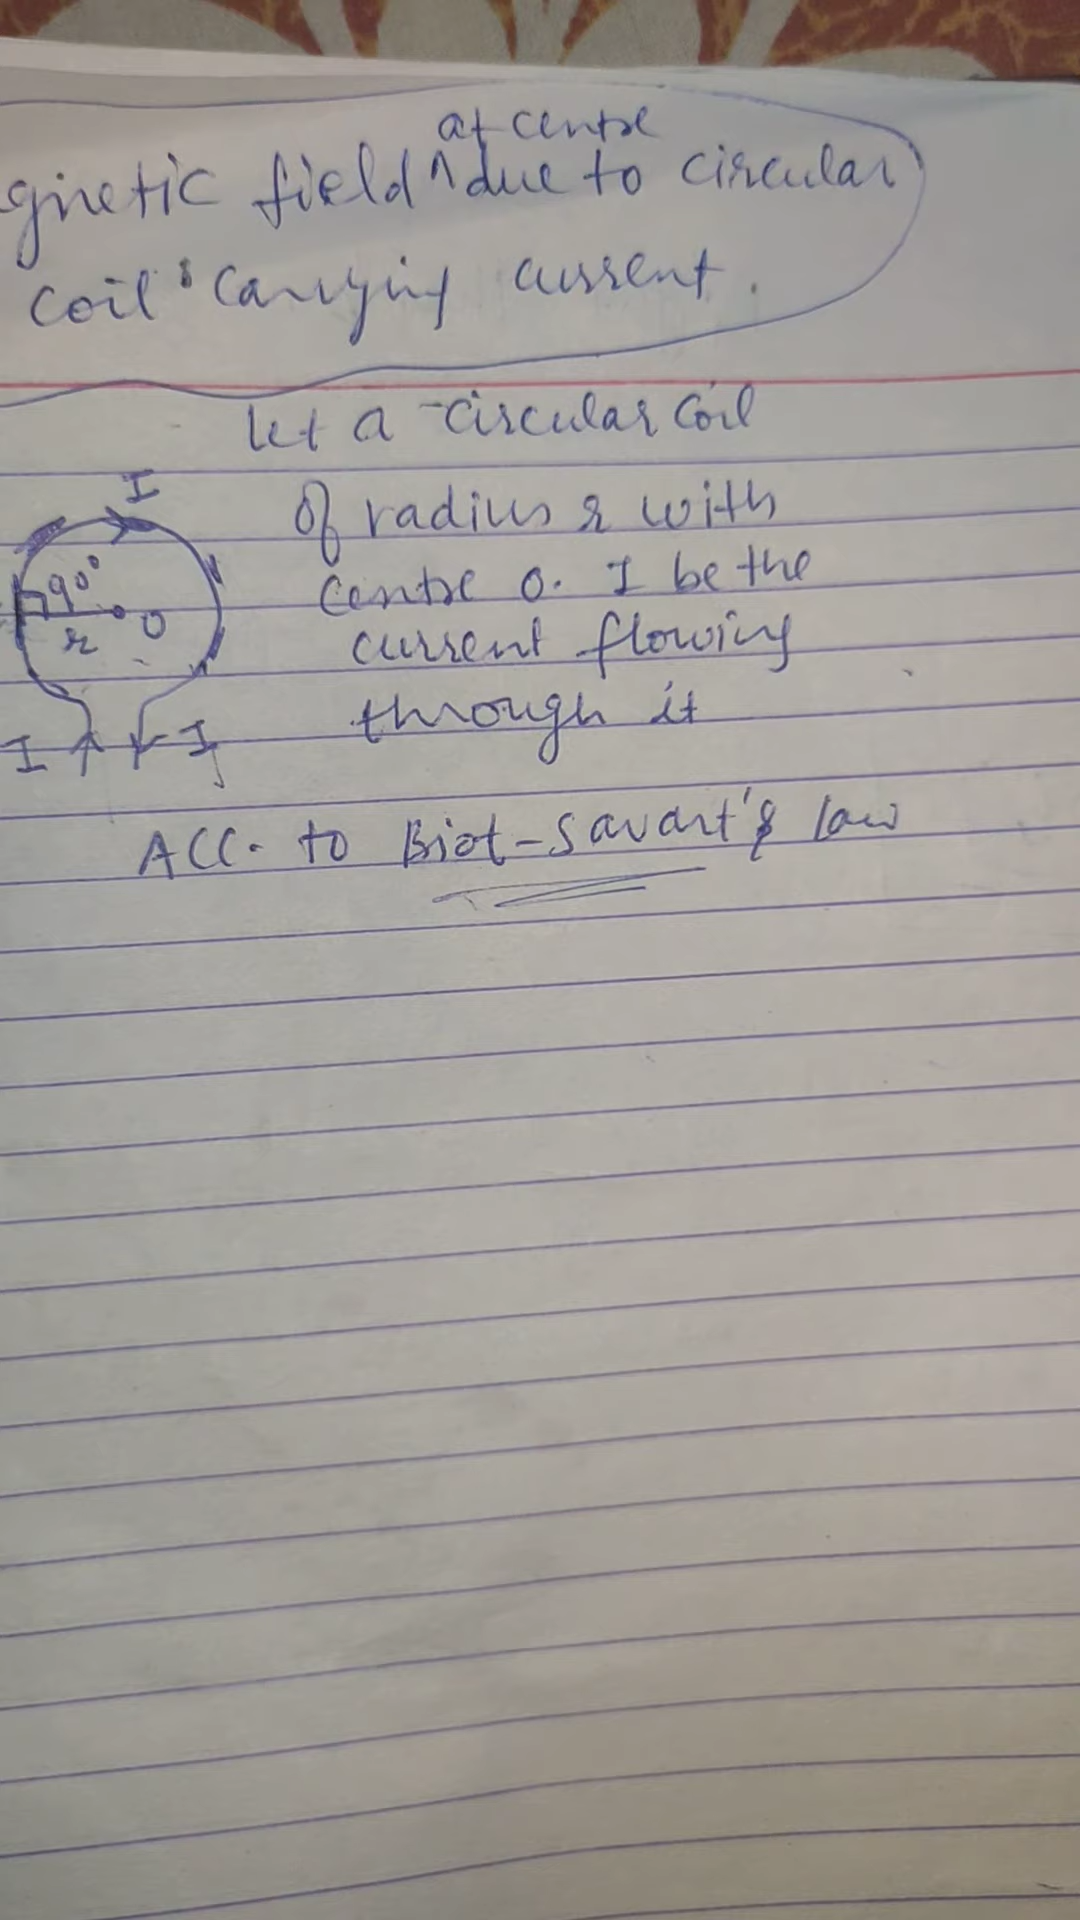 at centre
gnetic field ^ due to circular
coil carrying current.
let a circular coil
I
of radius r with
90°
centre O. I be the
r O
current flowing
through it
I I
Acc. to Biot-Savart's law